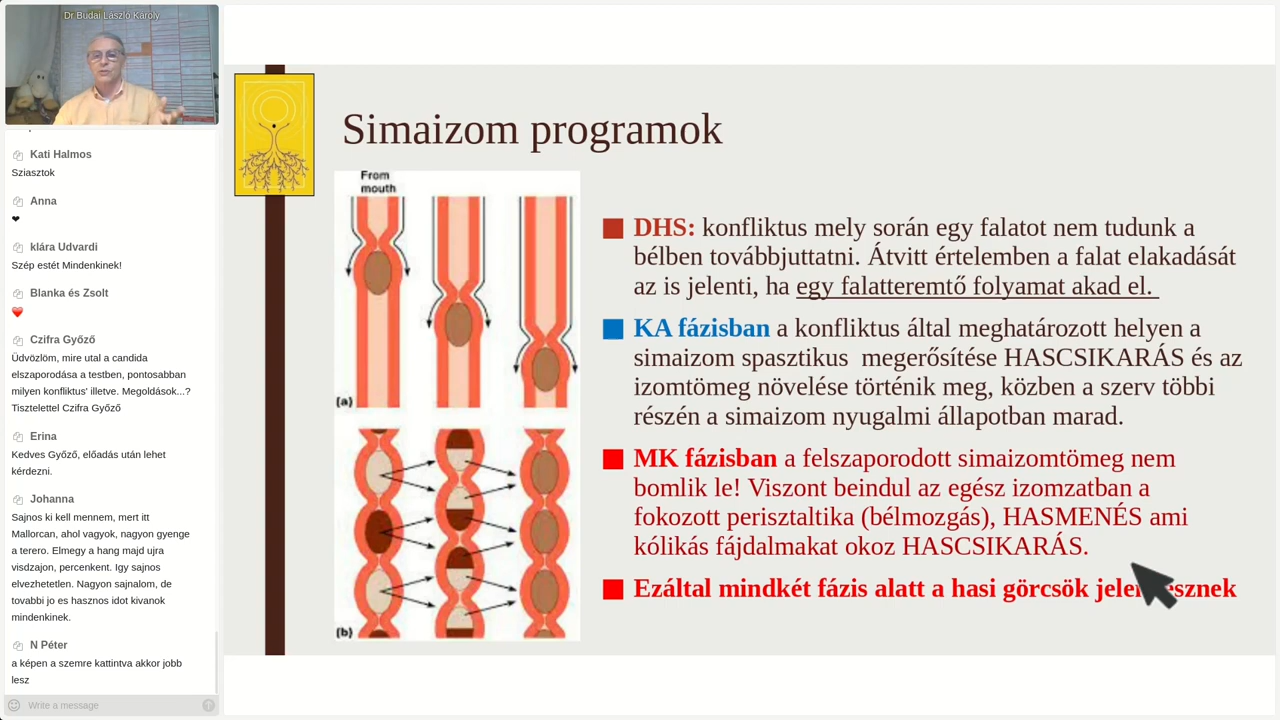 Dr Budai László Károly
Kati Halmos
Sziasztok
Anna
❤
klára Udvardi
Szép estét Mindenkinek!
Blanka és Zsolt
❤️
Czifra Győző
Üdvözlöm, mire utal a candida
elszaporodása a testben, pontosabban
milyen konfliktus' illetve. Megoldások...?
Tisztelettel Czifra Győző
Erina
Kedves Győző, előadás után lehet
kérdezni.
Johanna
Sajnos ki kell mennem, mert itt
Mallorcan, ahol vagyok, nagyon gyenge
a terero. Elmegy a hang majd ujra
visdzajon, percenkent. Igy sajnos
elvezhetetlen. Nagyon sajnalom, de
tovabbi jo es hasznos idot kivanok
mindenkinek.
N Péter
a képen a szemre kattintva akkor jobb
lesz
Write a message
Simaizom programok
From
mouth
(a)
(b)
DHS: konfliktus mely során egy falatot nem tudunk a
bélben továbbjuttatni. Átvitt értelemben a falat elakadását
az is jelenti, ha egy falatteremtő folyamat akad el.
KA fázisban a konfliktus által meghatározott helyen a
simaizom spasztikus  megerősítése HASCSIKARÁS és az
izomtömeg növelése történik meg, közben a szerv többi
részén a simaizom nyugalmi állapotban marad.
MK fázisban a felszaporodott simaizomtömeg nem
bomlik le! Viszont beindul az egész izomzatban a
fokozott perisztaltika (bélmozgás), HASMENÉS ami
kólikás fájdalmakat okoz HASCSIKARÁS.
Ezáltal mindkét fázis alatt a hasi görcsök